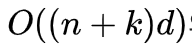 O((n + k)d)